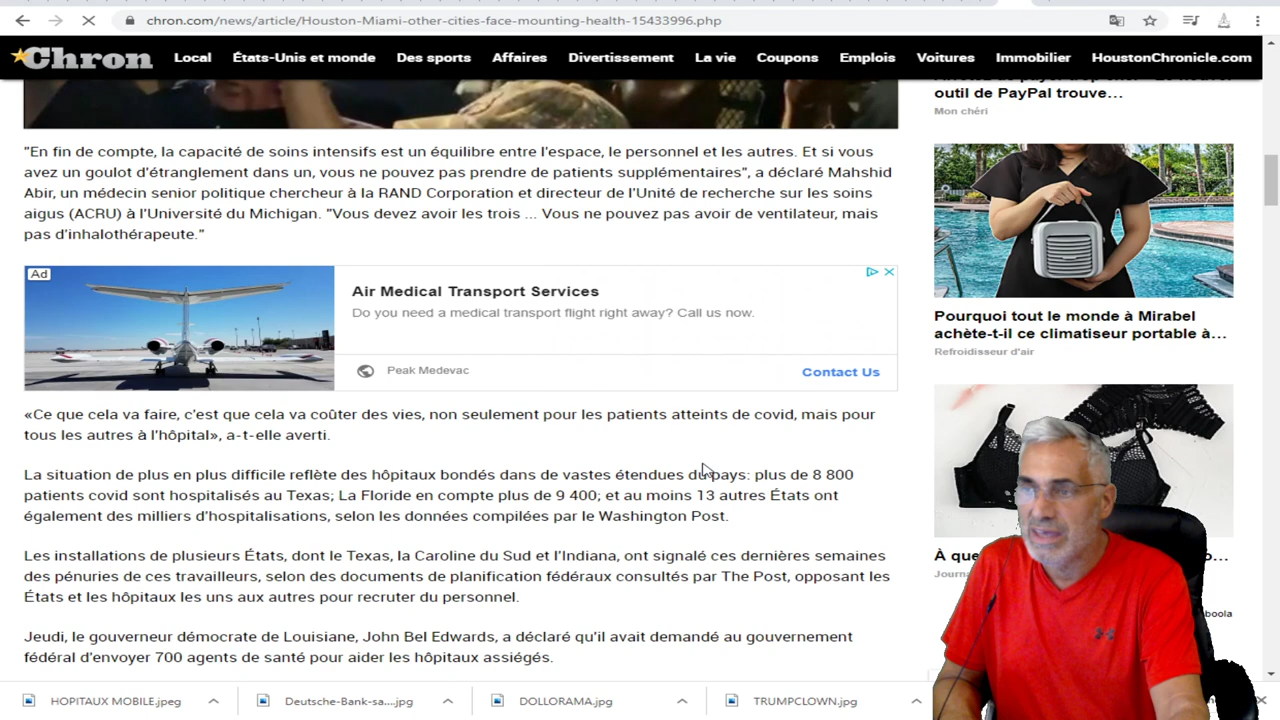 chron.com/news/article/Houston-Miami-other-cities-face-mounting-health-15433996.php
Chron Local États-Unis et monde Des sports Affaires Divertissement La vie Coupons Emplois Voitures Immobilier HoustonChronicle.com
outil de PayPal trouve…
Mon chéri
"En fin de compte, la capacité de soins intensifs est un équilibre entre l'espace, le personnel et les autres. Et si vous
avez un goulot d'étranglement dans un, vous ne pouvez pas prendre de patients supplémentaires", a déclaré Mahshid
Abir, un médecin senior politique chercheur à la RAND Corporation et directeur de l'Unité de recherche sur les soins
aigus (ACRU) à l'Université du Michigan. "Vous devez avoir les trois ... Vous ne pouvez pas avoir de ventilateur, mais
pas d'inhalothérapeute."
Ad
Air Medical Transport Services
Do you need a medical transport flight right away? Call us now.
Peak Medevac
Contact Us
Pourquoi tout le monde à Mirabel
achète-t-il ce climatiseur portable à…
Refroidisseur d'air
«Ce que cela va faire, c'est que cela va coûter des vies, non seulement pour les patients atteints de covid, mais pour
tous les autres à l'hôpital», a-t-elle averti.
La situation de plus en plus difficile reflète des hôpitaux bondés dans de vastes étendues du pays: plus de 8 800
patients covid sont hospitalisés au Texas; La Floride en compte plus de 9 400; et au moins 13 autres États ont
également des milliers d'hospitalisations, selon les données compilées par le Washington Post.
Les installations de plusieurs États, dont le Texas, la Caroline du Sud et l'Indiana, ont signalé ces dernières semaines
des pénuries de ces travailleurs, selon des documents de planification fédéraux consultés par The Post, opposant les
États et les hôpitaux les uns aux autres pour recruter du personnel.
Jeudi, le gouverneur démocrate de Louisiane, John Bel Edwards, a déclaré qu'il avait demandé au gouvernement
fédéral d'envoyer 700 agents de santé pour aider les hôpitaux assiégés.
À que
HOPITAUX MOBILE.jpeg
Deutsche-Bank-sa....jpg
DOLLORAMA.jpg
TRUMPCLOWN.jpg